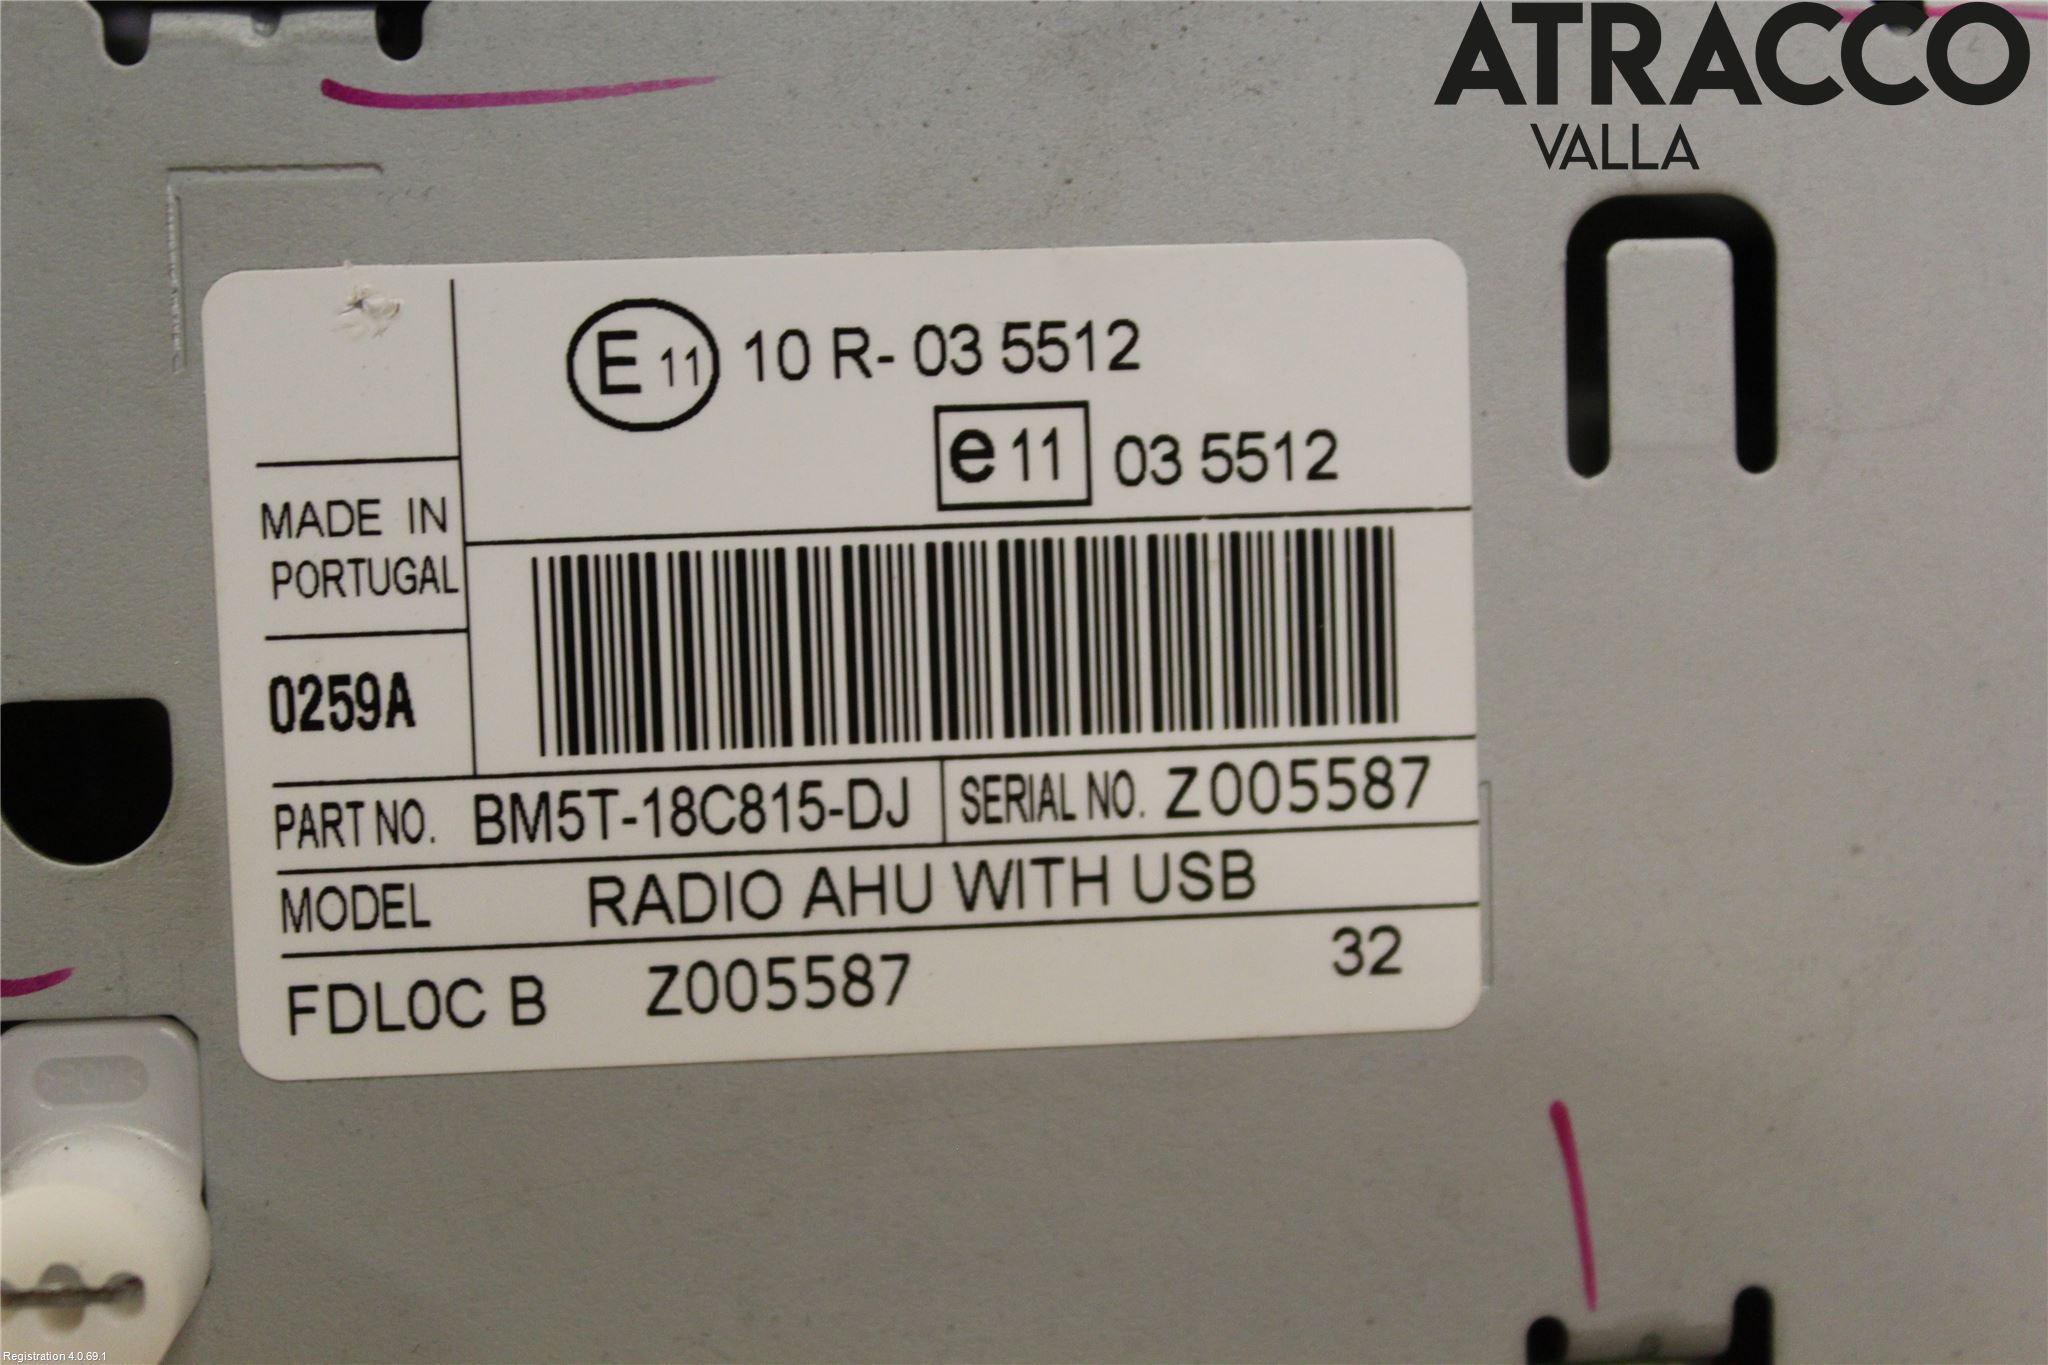 ATRACCO
VALLA
E 11 10 R- 03 5512
e 11 03 5512
MADE IN
PORTUGAL
0259A
PART NO. BM5T-18C815-DJ SERIAL NO. Z005587
MODEL RADIO AHU WITH USB
FDL0C B Z005587 32
Registration 4.0.69.1